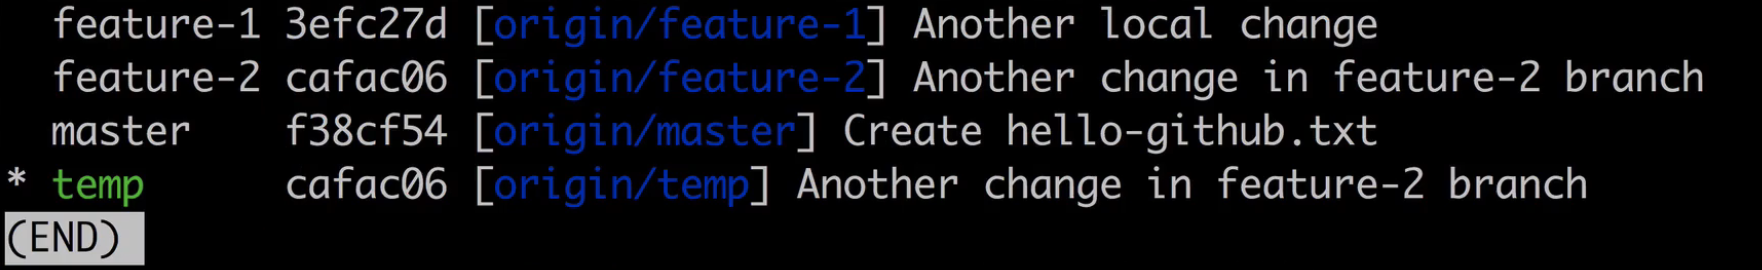 feature-1 3efc27d [origin/feature-1] Another local change
feature-2 cafac06 [origin/feature-2] Another change in feature-2 branch
master f38cf54 [origin/master] Create hello-github.txt
* temp cafac06 [origin/temp] Another change in feature-2 branch
(END)